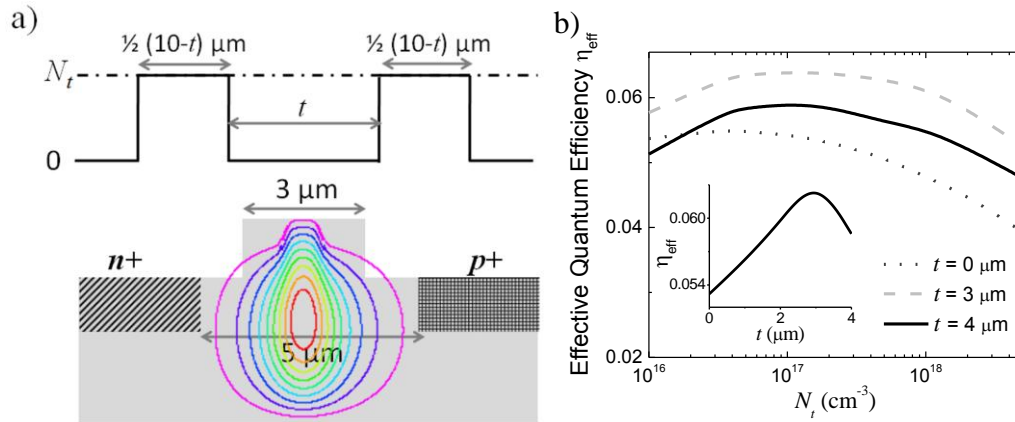 a)
½ (10-t) µm
½ (10-t) µm
N_t
t
0
3 µm
n+
p+
5 µm
b)
Effective Quantum Efficiency η_eff
0.06
0.04
0.02
10^16
10^17
10^18
N_t (cm^-3)
η_eff
0.060
0.054
0
2
4
t (µm)
t = 0 µm
t = 3 µm
t = 4 µm